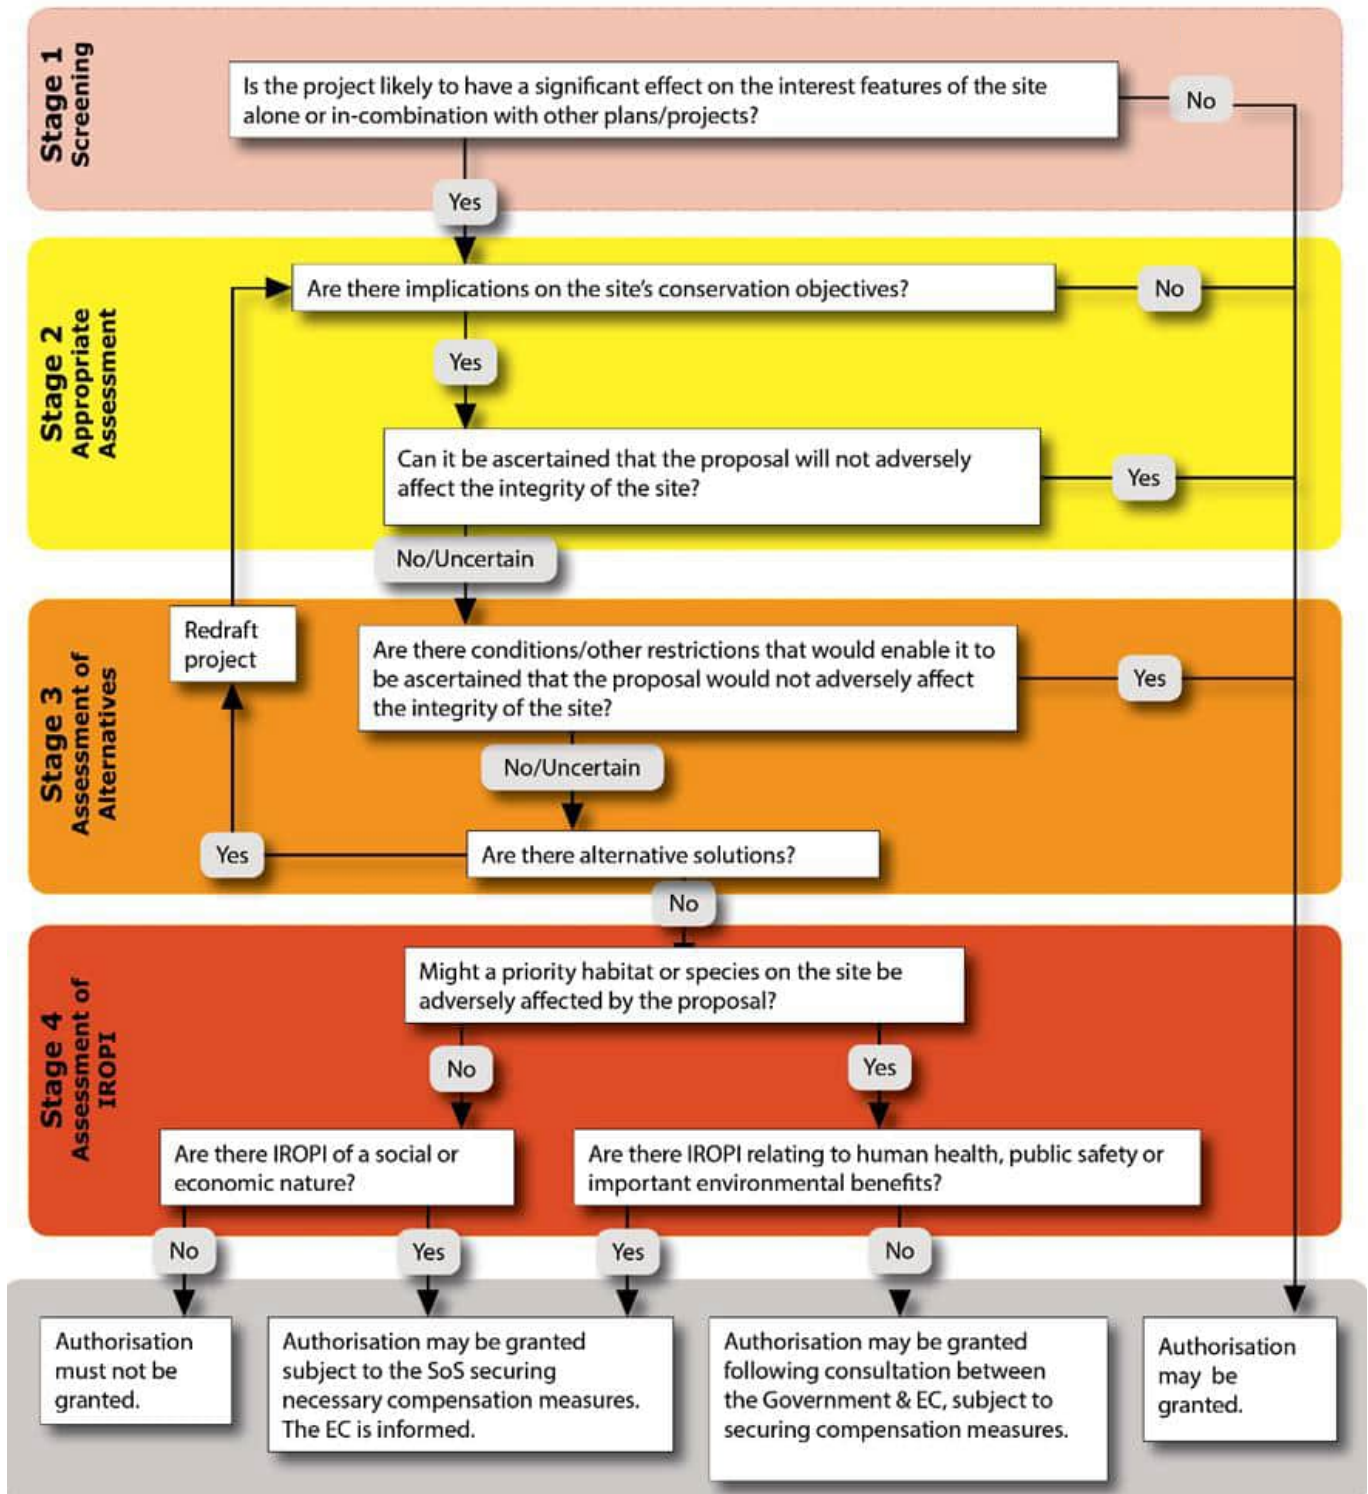 Stage 1
Screening
Is the project likely to have a significant effect on the interest features of the site
alone or in-combination with other plans/projects?
No
Yes
Stage 2
Appropriate
Assessment
Are there implications on the site's conservation objectives?
No
Yes
Can it be ascertained that the proposal will not adversely
affect the integrity of the site?
Yes
No/Uncertain
Stage 3
Assessment of
Alternatives
Redraft
project
Are there conditions/other restrictions that would enable it to
be ascertained that the proposal would not adversely affect
the integrity of the site?
Yes
No/Uncertain
Yes
Are there alternative solutions?
No
Stage 4
Assessment of
IROPI
Might a priority habitat or species on the site be
adversely affected by the proposal?
No
Yes
Are there IROPI of a social or
economic nature?
Are there IROPI relating to human health, public safety or
important environmental benefits?
No
Yes
Yes
No
Authorisation
must not be
granted.
Authorisation may be granted
subject to the SoS securing
necessary compensation measures.
The EC is informed.
Authorisation may be granted
following consultation between
the Government & EC, subject to
securing compensation measures.
Authorisation
may be
granted.